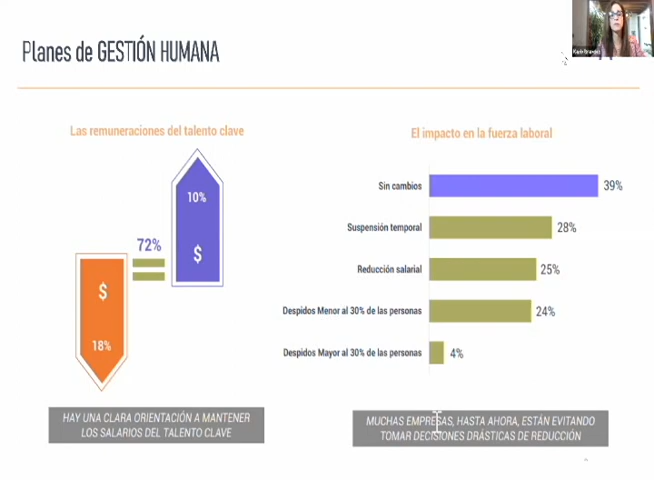 Planes de GESTIÓN HUMANA
Las remuneraciones del talento clave
10%
$
72%
$
18%
HAY UNA CLARA ORIENTACIÓN A MANTENER
LOS SALARIOS DEL TALENTO CLAVE
El impacto en la fuerza laboral
Sin cambios 39%
Suspensión temporal 28%
Reducción salarial 25%
Despidos Menor al 30% de las personas 24%
Despidos Mayor al 30% de las personas 4%
MUCHAS EMPRESAS, HASTA AHORA, ESTÁN EVITANDO
TOMAR DECISIONES DRÁSTICAS DE REDUCCIÓN